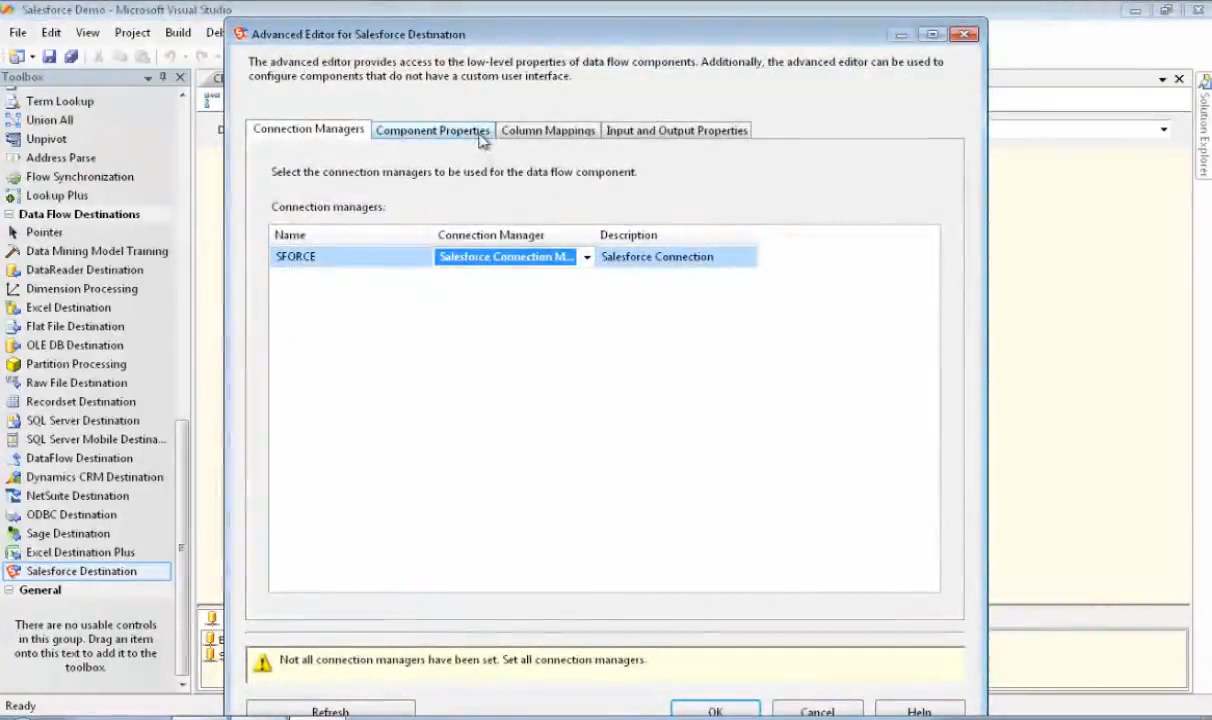 Salesforce Demo - Microsoft Visual Studio
File Edit View Project Build
Toolbox
Term Lookup
Union All
Unpivot
Address Parse
Flow Synchronization
Lookup Plus
Data Flow Destinations
Pointer
Data Mining Model Training
DataReader Destination
Dimension Processing
Excel Destination
Flat File Destination
OLE DB Destination
Partition Processing
Raw File Destination
Recordset Destination
SQL Server Destination
SQL Server Mobile Destina...
DataFlow Destination
Dynamics CRM Destination
NetSuite Destination
ODBC Destination
Sage Destination
Excel Destination Plus
Salesforce Destination
General
There are no usable controls
in this group. Drag an item
onto this text to add it to the
toolbox.
Ready
Advanced Editor for Salesforce Destination
The advanced editor provides access to the low-level properties of data flow components. Additionally, the advanced editor can be used to
configure components that do not have a custom user interface.
Connection Managers Component Properties Column Mappings Input and Output Properties
Select the connection managers to be used for the data flow component.
Connection managers:
Name Connection Manager Description
SFORCE Salesforce Connection M... Salesforce Connection
Not all connection managers have been set. Set all connection managers.
Refresh OK Cancel Help
Solution Explorer